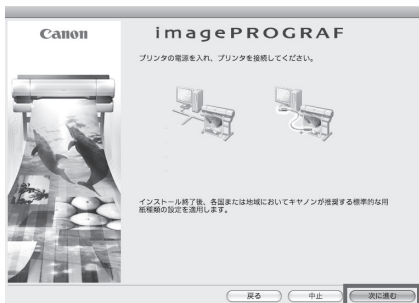 Canon
imagePROGRAF
プリンタの電源を入れ、プリンタを接続してください。
インストール終了後、各国または地域においてキヤノンが推奨する標準的な用
紙種類の設定を適用します。
戻る
中止
次に進む